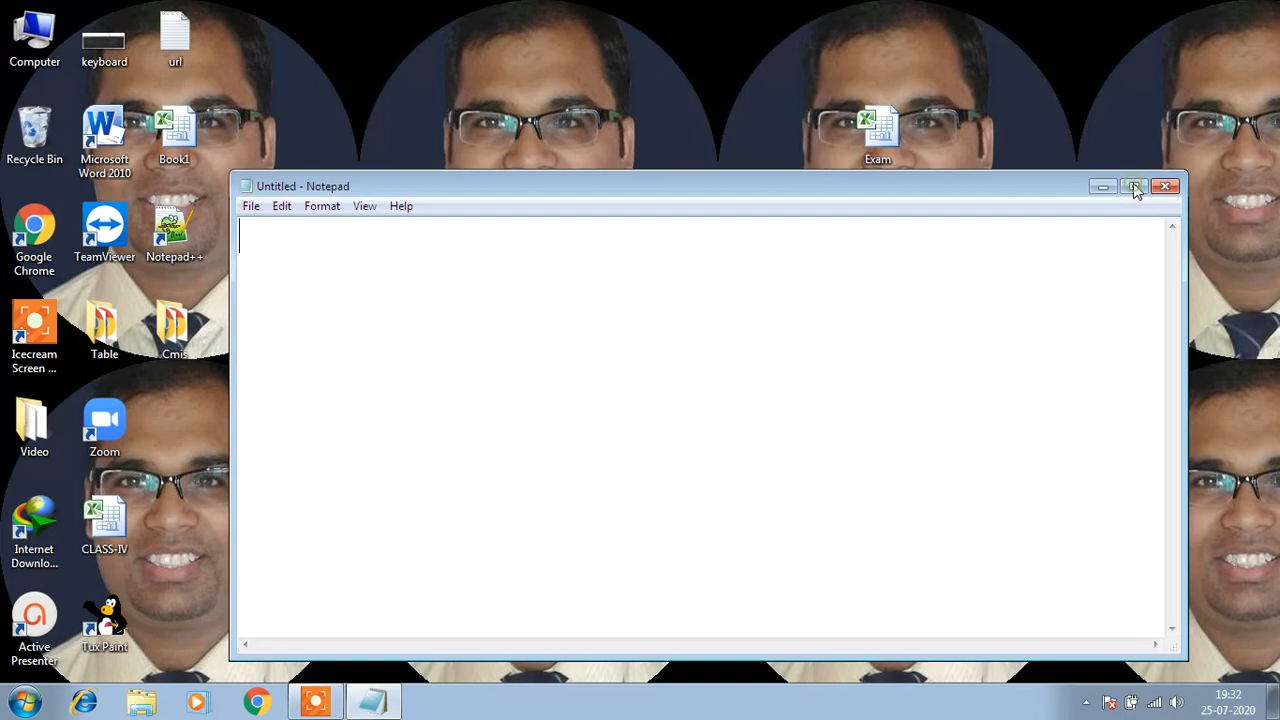 Computer
keyboard
url
Recycle Bin
Microsoft
Word 2010
Book1
Exam
Untitled - Notepad
File Edit Format View Help
Google
Chrome
TeamViewer
Notepad++
Icecream
Screen ...
Table
Cmis
Video
Zoom
Internet
Downlo...
CLASS-IV
Active
Presenter
Tux Paint
19:32
25-07-2020